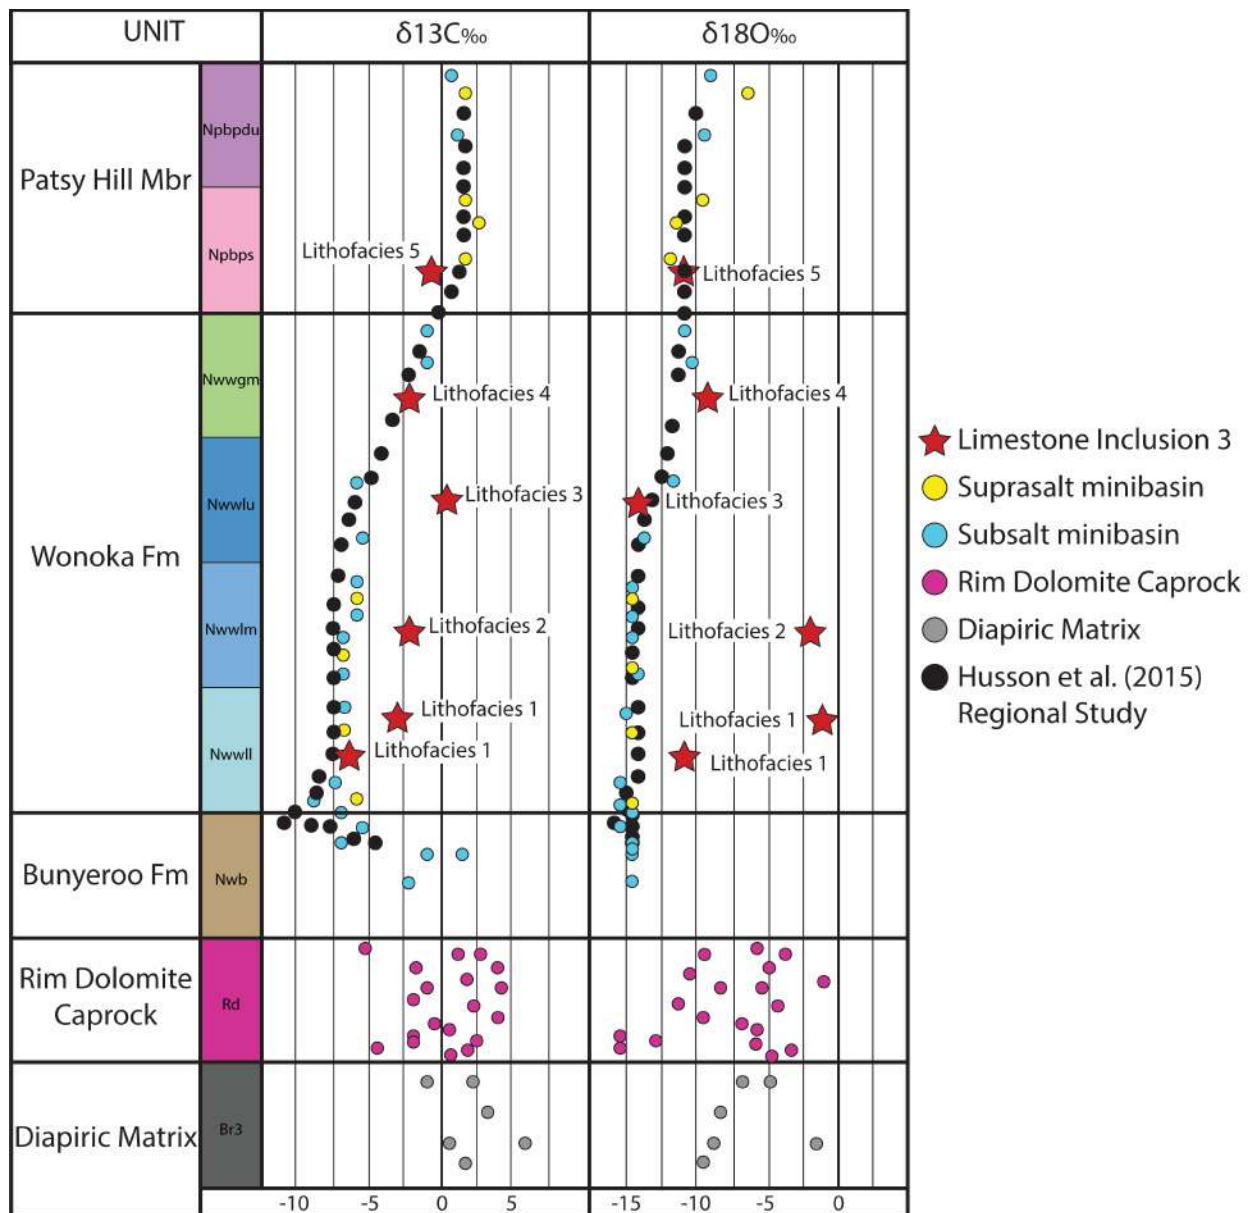 UNIT δ13C‰ δ18O‰
Npbpdu
Patsy Hill Mbr
Npbps
Lithofacies 5 Lithofacies 5
Nwwgm
Lithofacies 4 Lithofacies 4
Limestone Inclusion 3
Nwwlu
Lithofacies 3 Lithofacies 3
Suprasalt minibasin
Subsalt minibasin
Wonoka Fm
Rim Dolomite Caprock
Nwwlm
Lithofacies 2 Lithofacies 2
Diapiric Matrix
Husson et al. (2015)
Regional Study
Nwwll
Lithofacies 1 Lithofacies 1
Lithofacies 1 Lithofacies 1
Bunyeroo Fm
Nwb
Rim Dolomite
Caprock
Rd
Diapiric Matrix
Br3
-10 -5 0 5 -15 -10 -5 0